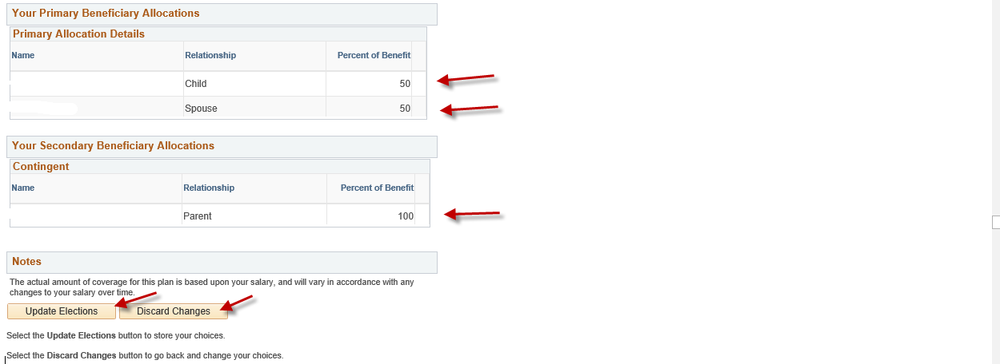 Your Primary Beneficiary Allocations
Primary Allocation Details
Name Relationship Percent of Benefit
Child 50
Spouse 50
Your Secondary Beneficiary Allocations
Contingent
Name Relationship Percent of Benefit
Parent 100
Notes
The actual amount of coverage for this plan is based upon your salary, and will vary in accordance with any
changes to your salary over time.
Update Elections Discard Changes
Select the Update Elections button to store your choices.
Select the Discard Changes button to go back and change your choices.